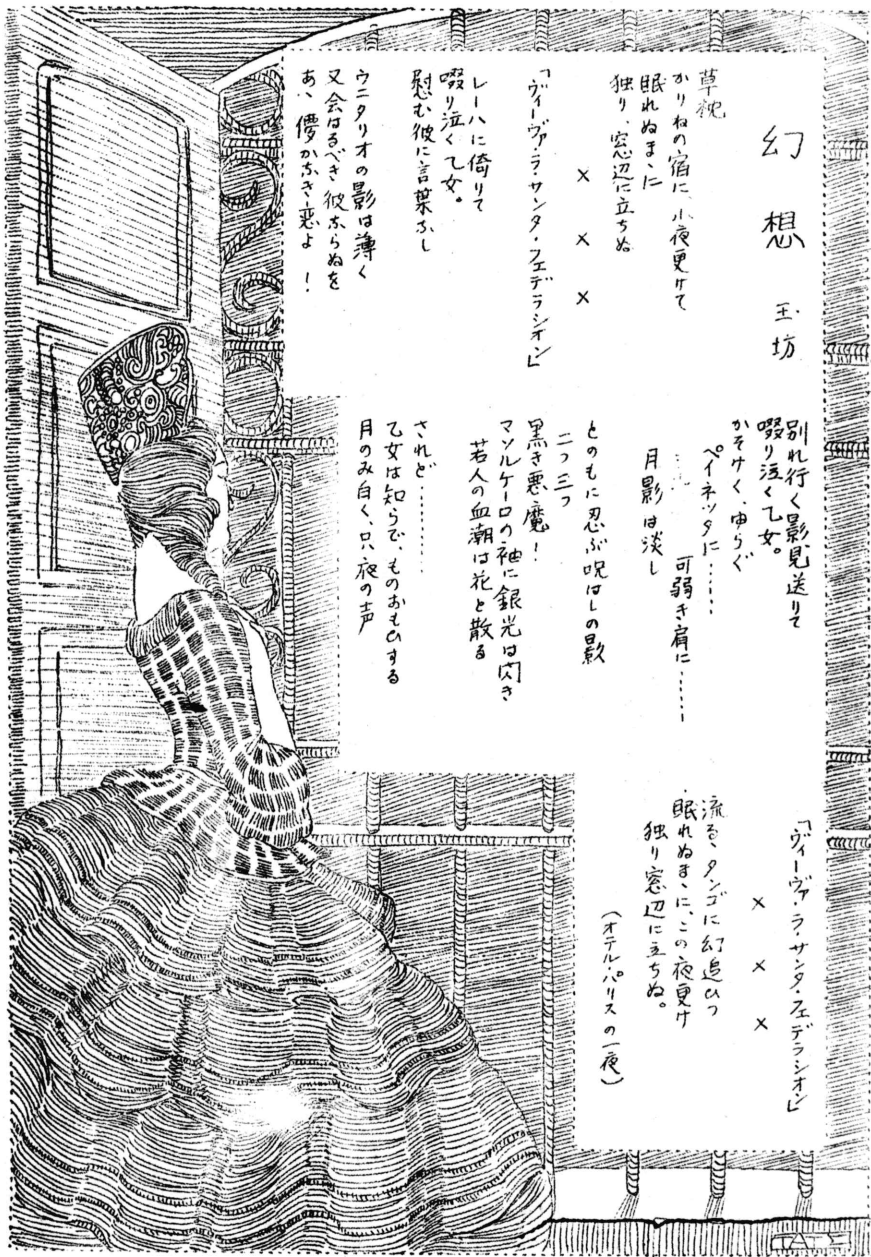 幻想
玉坊
草枕
かりねの宿に、小夜更けて
眠れぬまゝに
独り、窓辺に立ちぬ
× × ×
「ヴィーヴァ・ラ・サンタ・フェデラシオン」
レーハに倚りて
啜り泣く乙女。
慰む彼に言葉なし
ウニタリオの影は薄く
又会はるべき彼ならぬを
あゝ儚かなき恋よ!
別れ行く影見送りて
啜り泣く乙女。
かそけく、ゆらぐ
ペイネッタに……
可弱き肩に……
月影は淡し
とのもに忍ぶ呪はしの影
二つ三つ
黒き悪魔!
マソルケーロの袖に銀光は閃き
若人の血潮は花と散る
されど…………
乙女は知らで、ものおもひする
月のみ白く、只、夜の声
「ヴィーヴァ・ラ・サンタ・フェデラシオン」
× × ×
流るゝタンゴに幻追ひつ
眠れぬまゝに、この夜更け
独り窓辺に立ちぬ。
(オテル・パリスの一夜)